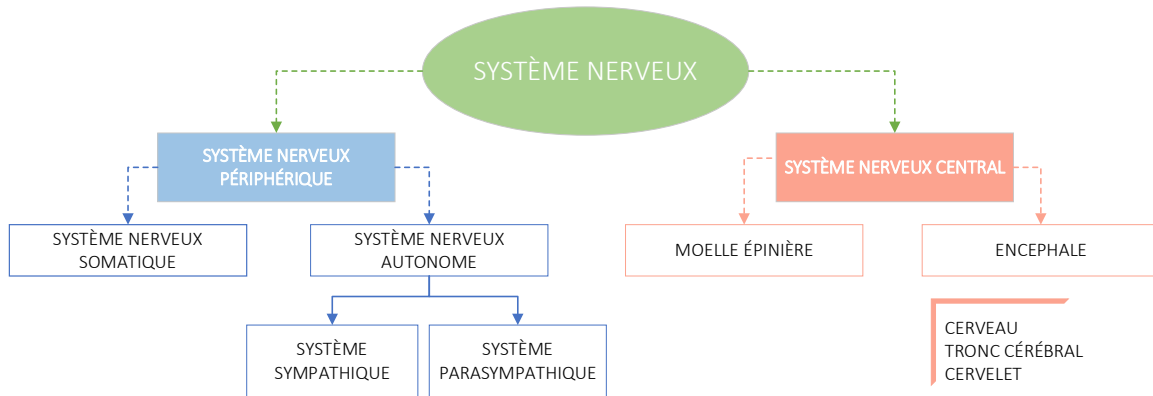 SYSTÈME NERVEUX
SYSTÈME NERVEUX
PÉRIPHÉRIQUE
SYSTÈME NERVEUX CENTRAL
SYSTÈME NERVEUX
SOMATIQUE
SYSTÈME NERVEUX
AUTONOME
MOELLE ÉPINIÈRE
ENCEPHALE
SYSTÈME
SYMPATHIQUE
SYSTÈME
PARASYMPATHIQUE
CERVEAU
TRONC CÉRÉBRAL
CERVELET